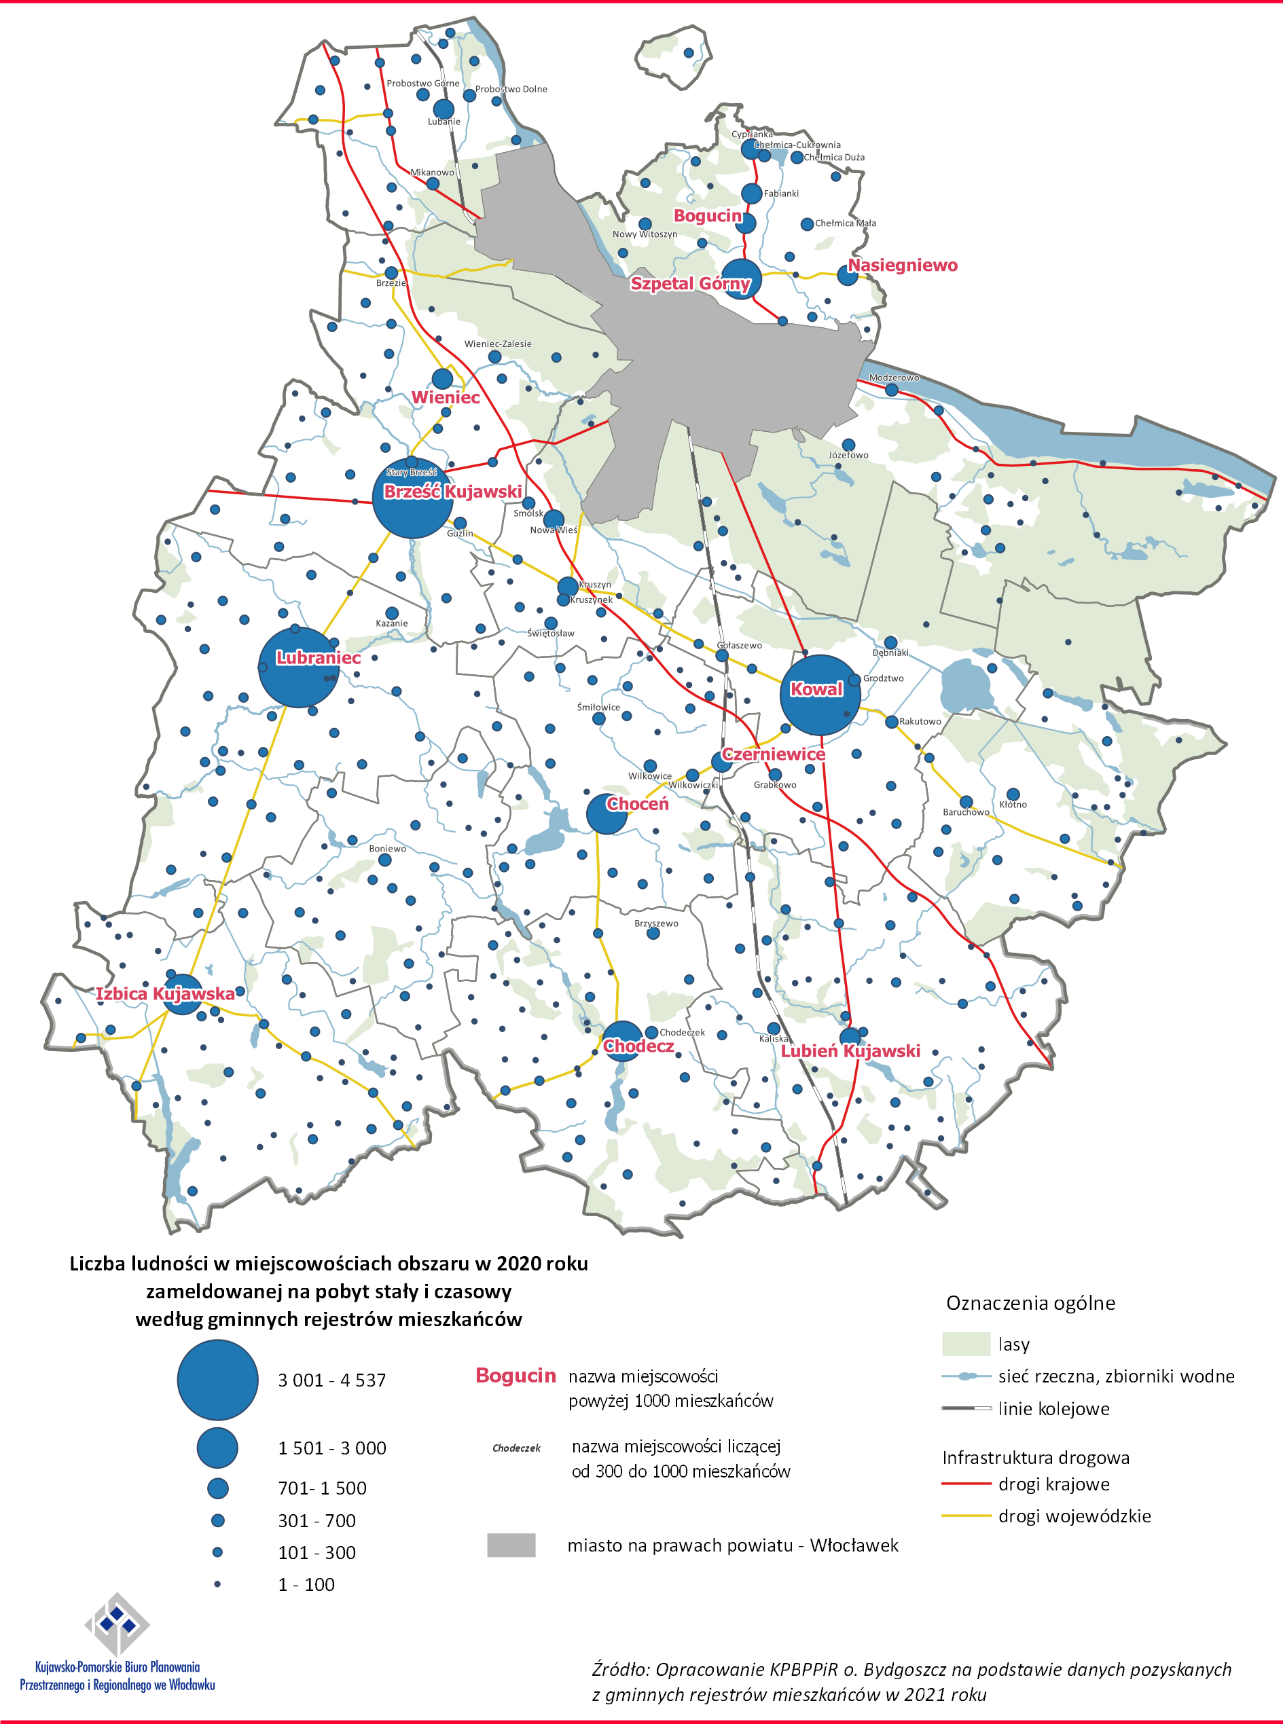 Probostwo Górne
Probostwo Dolne
Lubanie
Cyprianka
Chełmica-Cukrownia
Chełmica Duża
Mikanowo
Fabianki
Bogucin
Chełmica Mała
Nowy Witoszyn
Nasiegniewo
Brzezie
Szpetal Górny
Wieniec-Zalesie
Modzerowo
Wieniec
Józefowo
Stary Brześć
Brześć Kujawski
Smólsk
Nowa Wieś
Guźlin
Kruszyn
Kruszynek
Kazanie
Świętosław
Gołaszewo
Dębniaki
Lubraniec
Kowal
Grodztwo
Śmiłowice
Rakutowo
Czerniewice
Wilkowice
Wilkowiczki
Grabkowo
Choceń
Baruchowo
Kłótno
Boniewo
Brzyszewo
Izbica Kujawska
Chodecz
Chodeczek
Kaliska
Lubień Kujawski
Liczba ludności w miejscowościach obszaru w 2020 roku
zameldowanej na pobyt stały i czasowy
według gminnych rejestrów mieszkańców
3 001 - 4 537
1 501 - 3 000
701- 1 500
301 - 700
101 - 300
1 - 100
Bogucin nazwa miejscowości
powyżej 1000 mieszkańców
Chodeczek nazwa miejscowości liczącej
od 300 do 1000 mieszkańców
miasto na prawach powiatu - Włocławek
Oznaczenia ogólne
lasy
sieć rzeczna, zbiorniki wodne
linie kolejowe
Infrastruktura drogowa
drogi krajowe
drogi wojewódzkie
Kujawsko-Pomorskie Biuro Planowania
Przestrzennego i Regionalnego we Włocławku
Źródło: Opracowanie KPBPPiR o. Bydgoszcz na podstawie danych pozyskanych
z gminnych rejestrów mieszkańców w 2021 roku